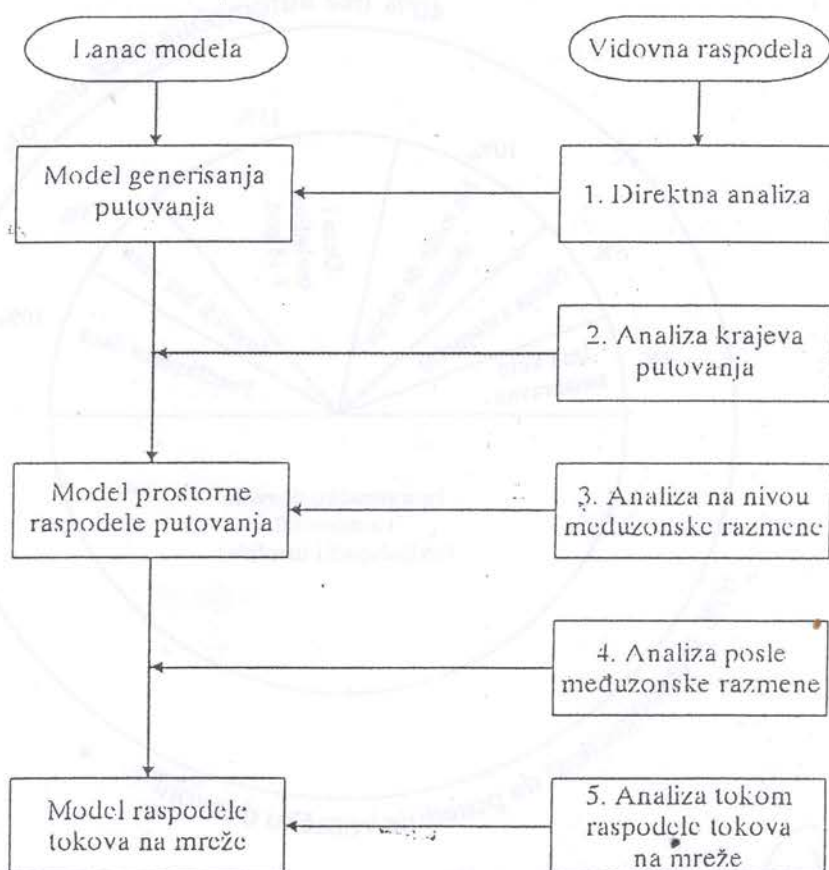 Lanac modela
Vidovna raspodela
Model generisanja
putovanja
1. Direktna analiza
2. Analiza krajeva
putovanja
Model prostorne
raspodele putovanja
3. Analiza na nivou
međuzonske razmene
4. Analiza posle
međuzonske razmene
Model raspodele
tokova na mreže
5. Analiza tokom
raspodele tokova
na mreže